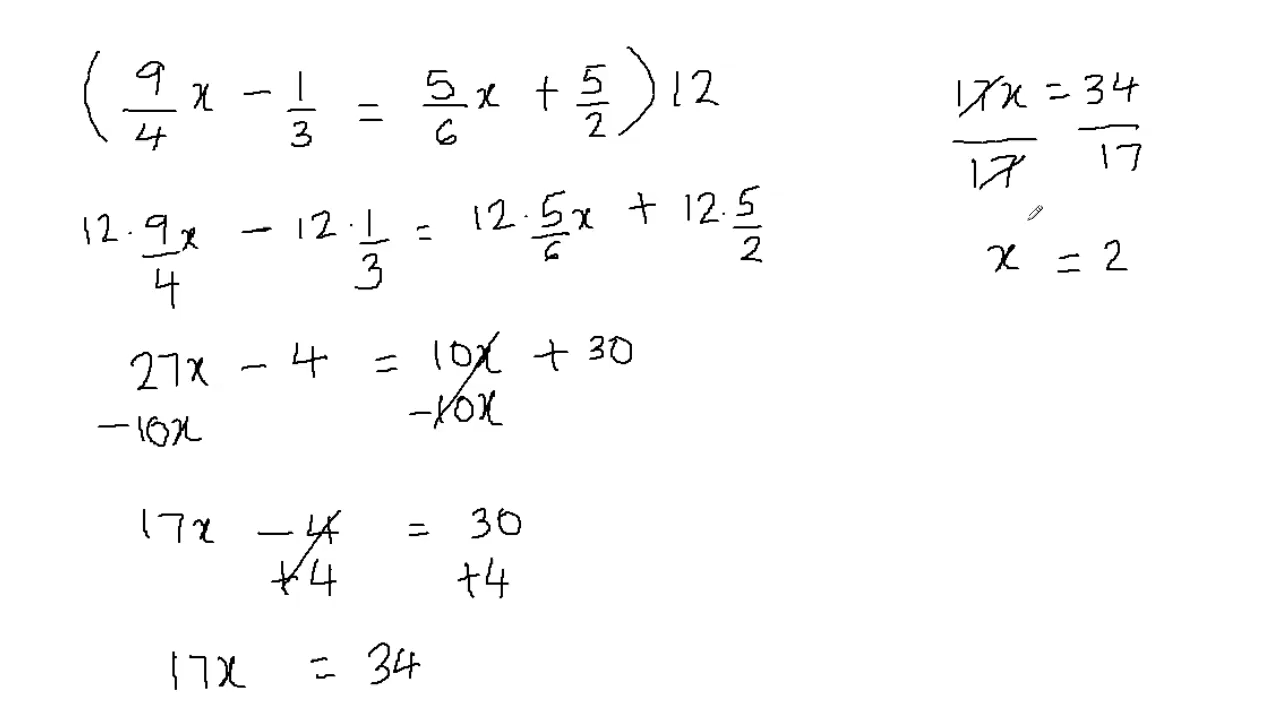 (9/4 x - 1/3 = 5/6 x + 5/2) 12
12 · 9/4 x - 12 · 1/3 = 12 · 5/6 x + 12 · 5/2
27x - 4 = 10x + 30
-10x -10x
17x - 4 = 30
+4 +4
17x = 34
17x/17 = 34/17
x = 2